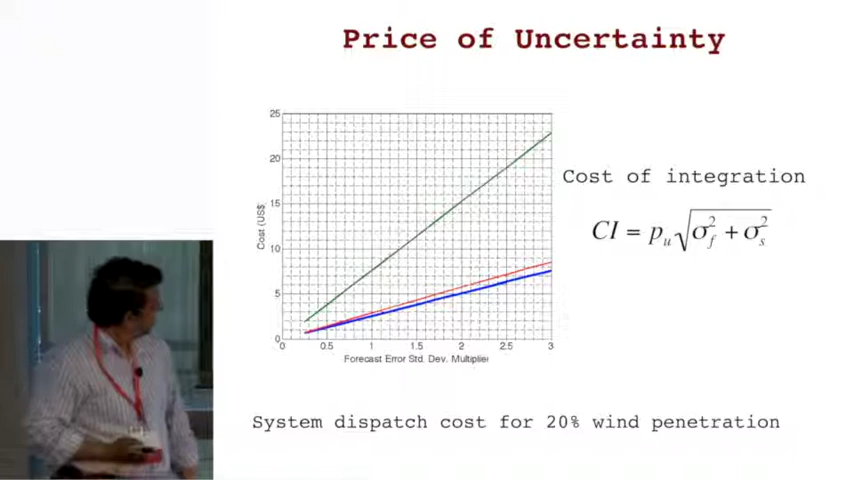 Price of Uncertainty
25
20
15
10
5
0
Cost (US$)
0 0.5 1 1.5 2 2.5 3
Forecast Error Std. Dev. Multiplier
Cost of integration
CI = pᵤ√(σ_f² + σ_s²)
System dispatch cost for 20% wind penetration